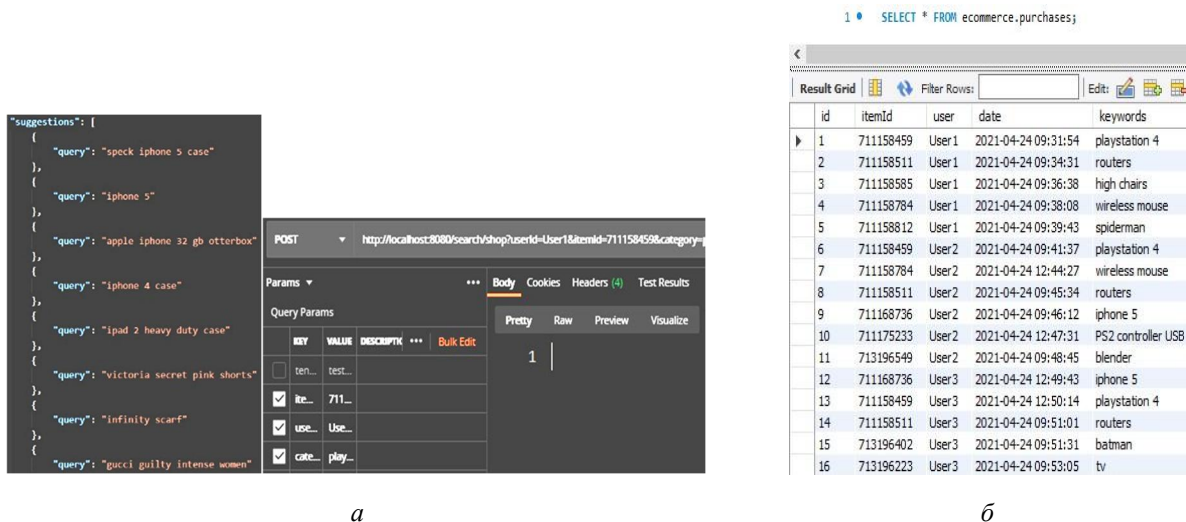 "suggestions": [
{
"query": "speck iphone 5 case"
},
{
"query": "iphone 5"
},
{
"query": "apple iphone 32 gb otterbox"
},
{
"query": "iphone 4 case"
},
{
"query": "ipad 2 heavy duty case"
},
{
"query": "victoria secret pink shorts"
},
{
"query": "infinity scarf"
},
{
"query": "gucci guilty intense women"
POST http://localhost:8080/search/shop?userId=User1&itemId=711158459&category=p
Params Body Cookies Headers (4) Test Results
Query Params Pretty Raw Preview Visualize
KEY VALUE DESCRIPTK ••• Bulk Edit
1
ten... test...
ite... 711...
use... Use...
cate... play...
а
1 SELECT * FROM ecommerce.purchases;
Result Grid Filter Rows: Edit:
id itemId user date keywords
1 711158459 User1 2021-04-24 09:31:54 playstation 4
2 711158511 User1 2021-04-24 09:34:31 routers
3 711158585 User1 2021-04-24 09:36:38 high chairs
4 711158784 User1 2021-04-24 09:38:08 wireless mouse
5 711158812 User1 2021-04-24 09:39:43 spiderman
6 711158459 User2 2021-04-24 09:41:37 playstation 4
7 711158784 User2 2021-04-24 12:44:27 wireless mouse
8 711158511 User2 2021-04-24 09:45:34 routers
9 711168736 User2 2021-04-24 09:46:12 iphone 5
10 711175233 User2 2021-04-24 12:47:31 PS2 controller USB
11 713196549 User2 2021-04-24 09:48:45 blender
12 711168736 User3 2021-04-24 12:49:43 iphone 5
13 711158459 User3 2021-04-24 12:50:14 playstation 4
14 711158511 User3 2021-04-24 09:51:01 routers
15 713196402 User3 2021-04-24 09:51:31 batman
16 713196223 User3 2021-04-24 09:53:05 tv
б